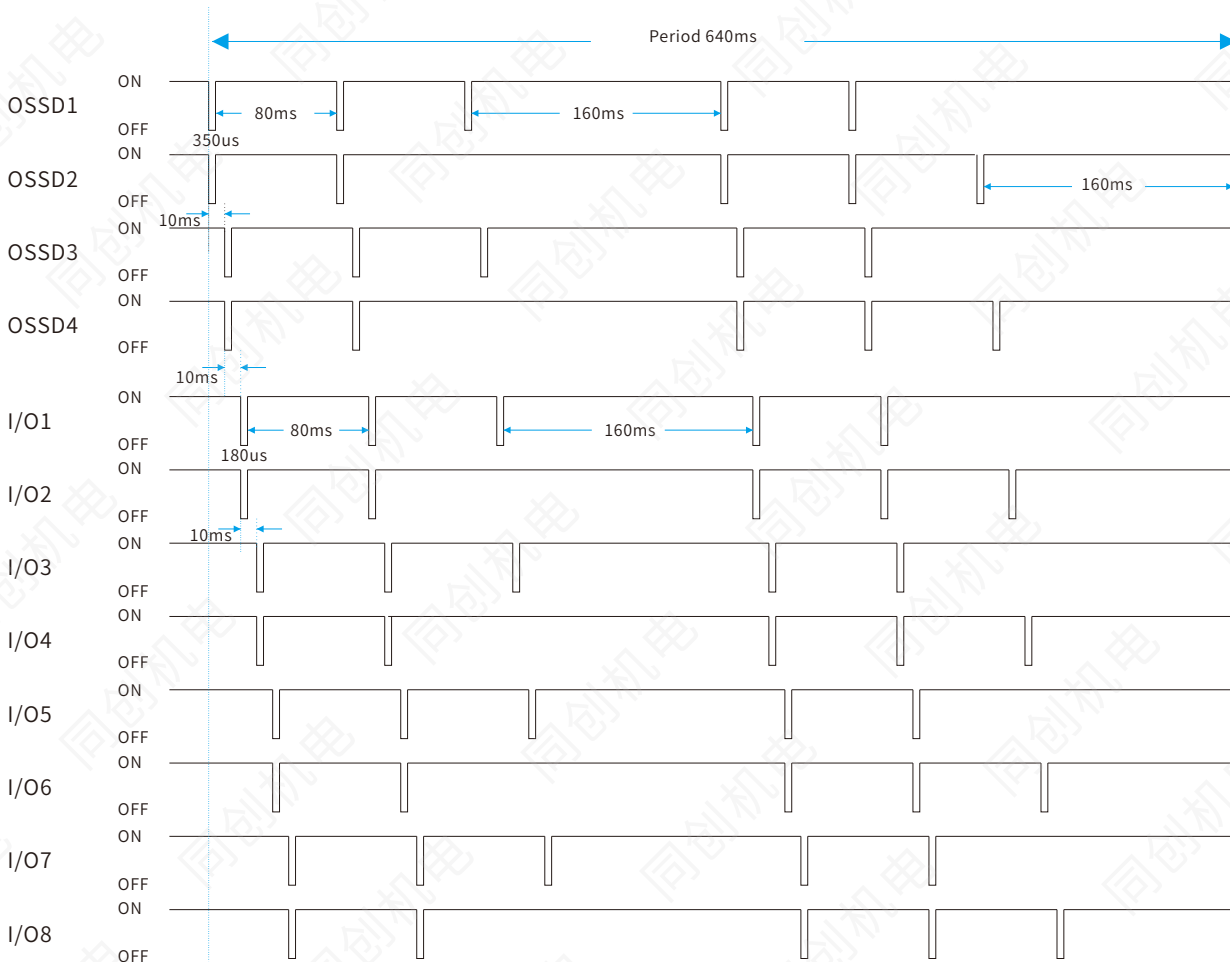 Period 640ms
ON
OSSD1
80ms
160ms
OFF
350us
ON
OSSD2
160ms
OFF
10ms
ON
OSSD3
OFF
ON
OSSD4
OFF
10ms
ON
I/O1
80ms
160ms
OFF
180us
ON
I/O2
OFF
10ms
ON
I/O3
OFF
ON
I/O4
OFF
ON
I/O5
OFF
ON
I/O6
OFF
ON
I/O7
OFF
ON
I/O8
OFF
同创机电